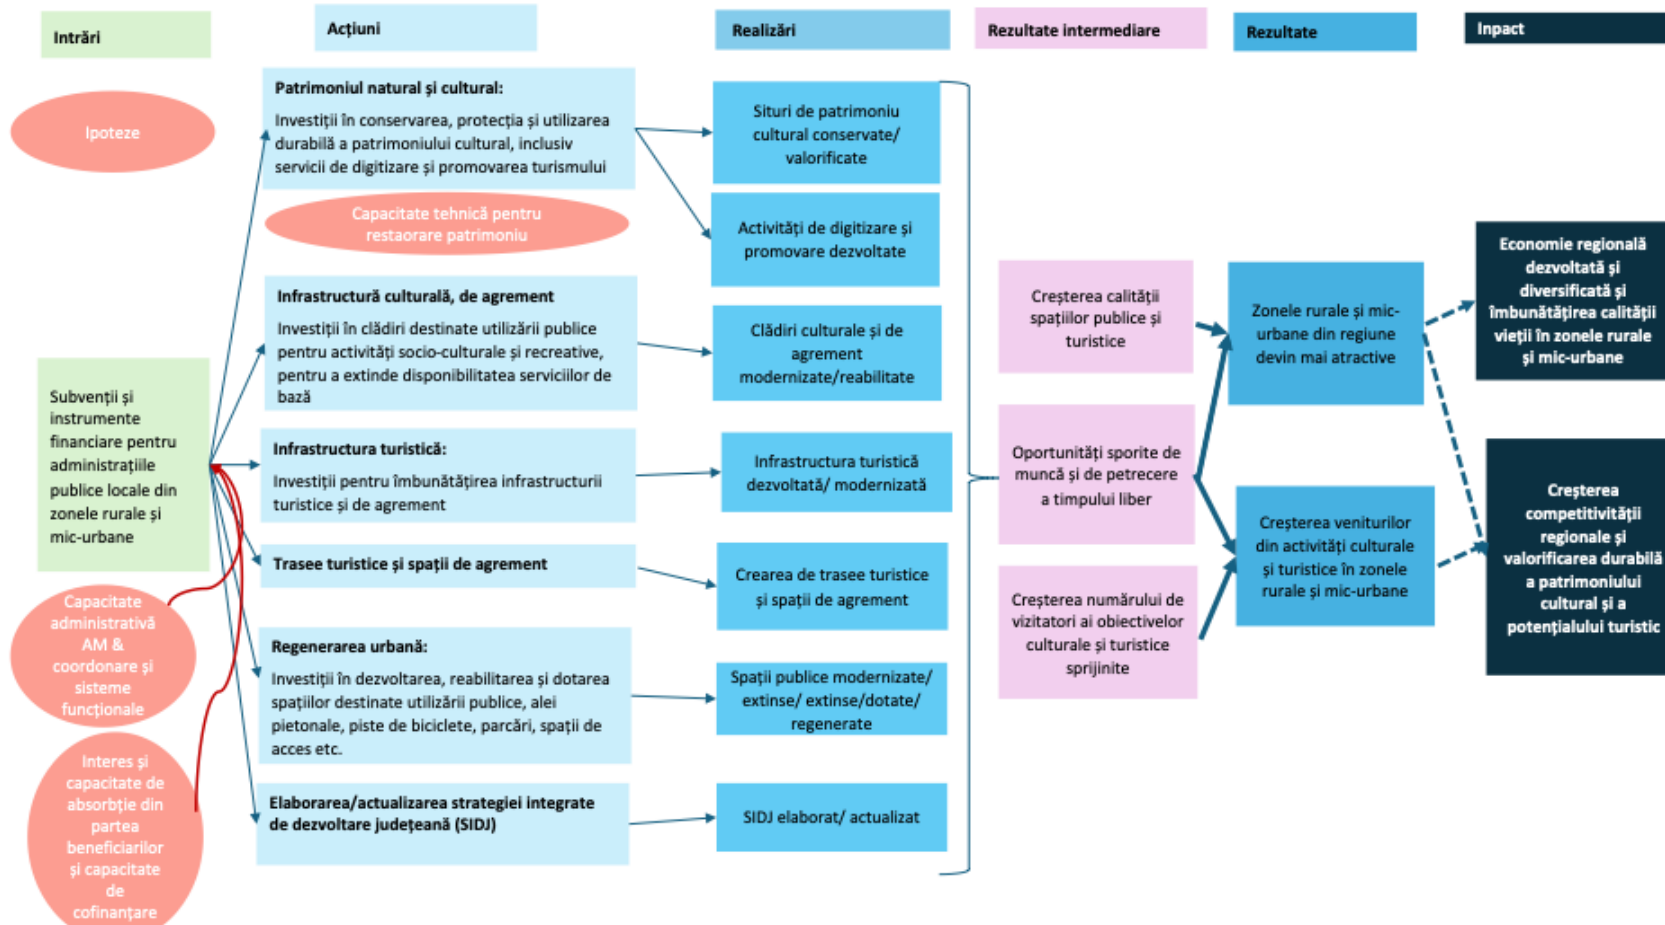 Intrări
Acțiuni
Realizări
Rezultate intermediare
Rezultate
Inpact
Ipoteze
Patrimoniul natural și cultural:
Investiții în conservarea, protecția și utilizarea
durabilă a patrimoniului cultural, inclusiv
servicii de digitizare și promovarea turismului
Situri de patrimoniu
cultural conservate/
valorificate
Capacitate tehnică pentru
restaorare patrimoniu
Activități de digitizare și
promovare dezvoltate
Infrastructură culturală, de agrement
Investiții în clădiri destinate utilizării publice
pentru activități socio-culturale și recreative,
pentru a extinde disponibilitatea serviciilor de
bază
Clădiri culturale și de
agrement
modernizate/reabilitate
Subvenții și
instrumente
financiare pentru
administrațiile
publice locale din
zonele rurale și
mic-urbane
Infrastructura turistică:
Investiții pentru îmbunătățirea infrastructurii
turistice și de agrement
Infrastructura turistică
dezvoltată/ modernizată
Trasee turistice și spații de agrement
Crearea de trasee turistice
și spații de agrement
Capacitate
administrativă
AM &
coordonare și
sisteme
funcționale
Regenerarea urbană:
Investiții în dezvoltarea, reabilitarea și dotarea
spațiilor destinate utilizării publice, alei
pietonale, piste de biciclete, parcări, spații de
acces etc.
Spații publice modernizate/
extinse/ extinse/dotate/
regenerate
Interes și
capacitate de
absorbție din
partea
beneficiarilor
și capacitate
de
cofinanțare
Elaborarea/actualizarea strategiei integrate
de dezvoltare județeană (SIDJ)
SIDJ elaborat/ actualizat
Creșterea calității
spațiilor publice și
turistice
Oportunități sporite de
muncă și de petrecere
a timpului liber
Creșterea numărului de
vizitatori ai obiectivelor
culturale și turistice
sprijinite
Zonele rurale și mic-
urbane din regiune
devin mai atractive
Creșterea veniturilor
din activități culturale
și turistice în zonele
rurale și mic-urbane
Economie regională
dezvoltată și
diversificată și
îmbunătățirea calității
vieții în zonele rurale
și mic-urbane
Creșterea
competitivității
regionale și
valorificarea durabilă
a patrimoniului
cultural și a
potențialului turistic